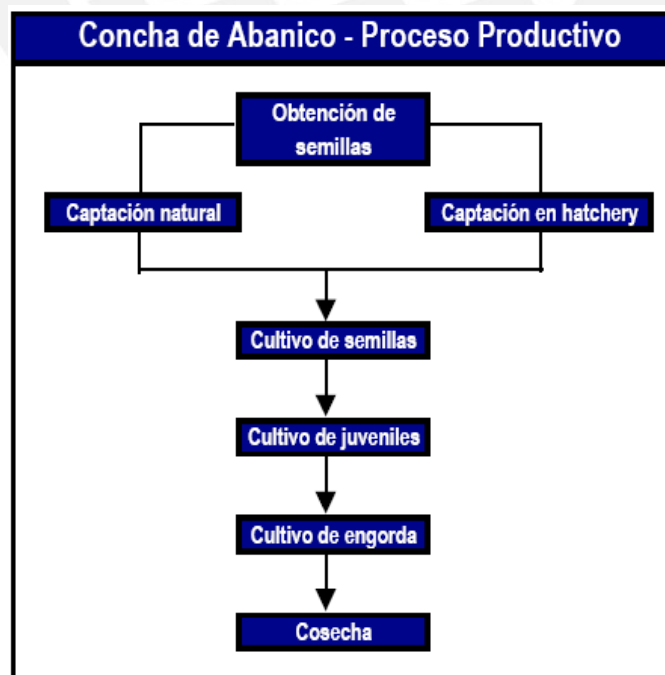 Concha de Abanico - Proceso Productivo
Obtención de
semillas
Captación natural
Captación en hatchery
Cultivo de semillas
Cultivo de juveniles
Cultivo de engorda
Cosecha